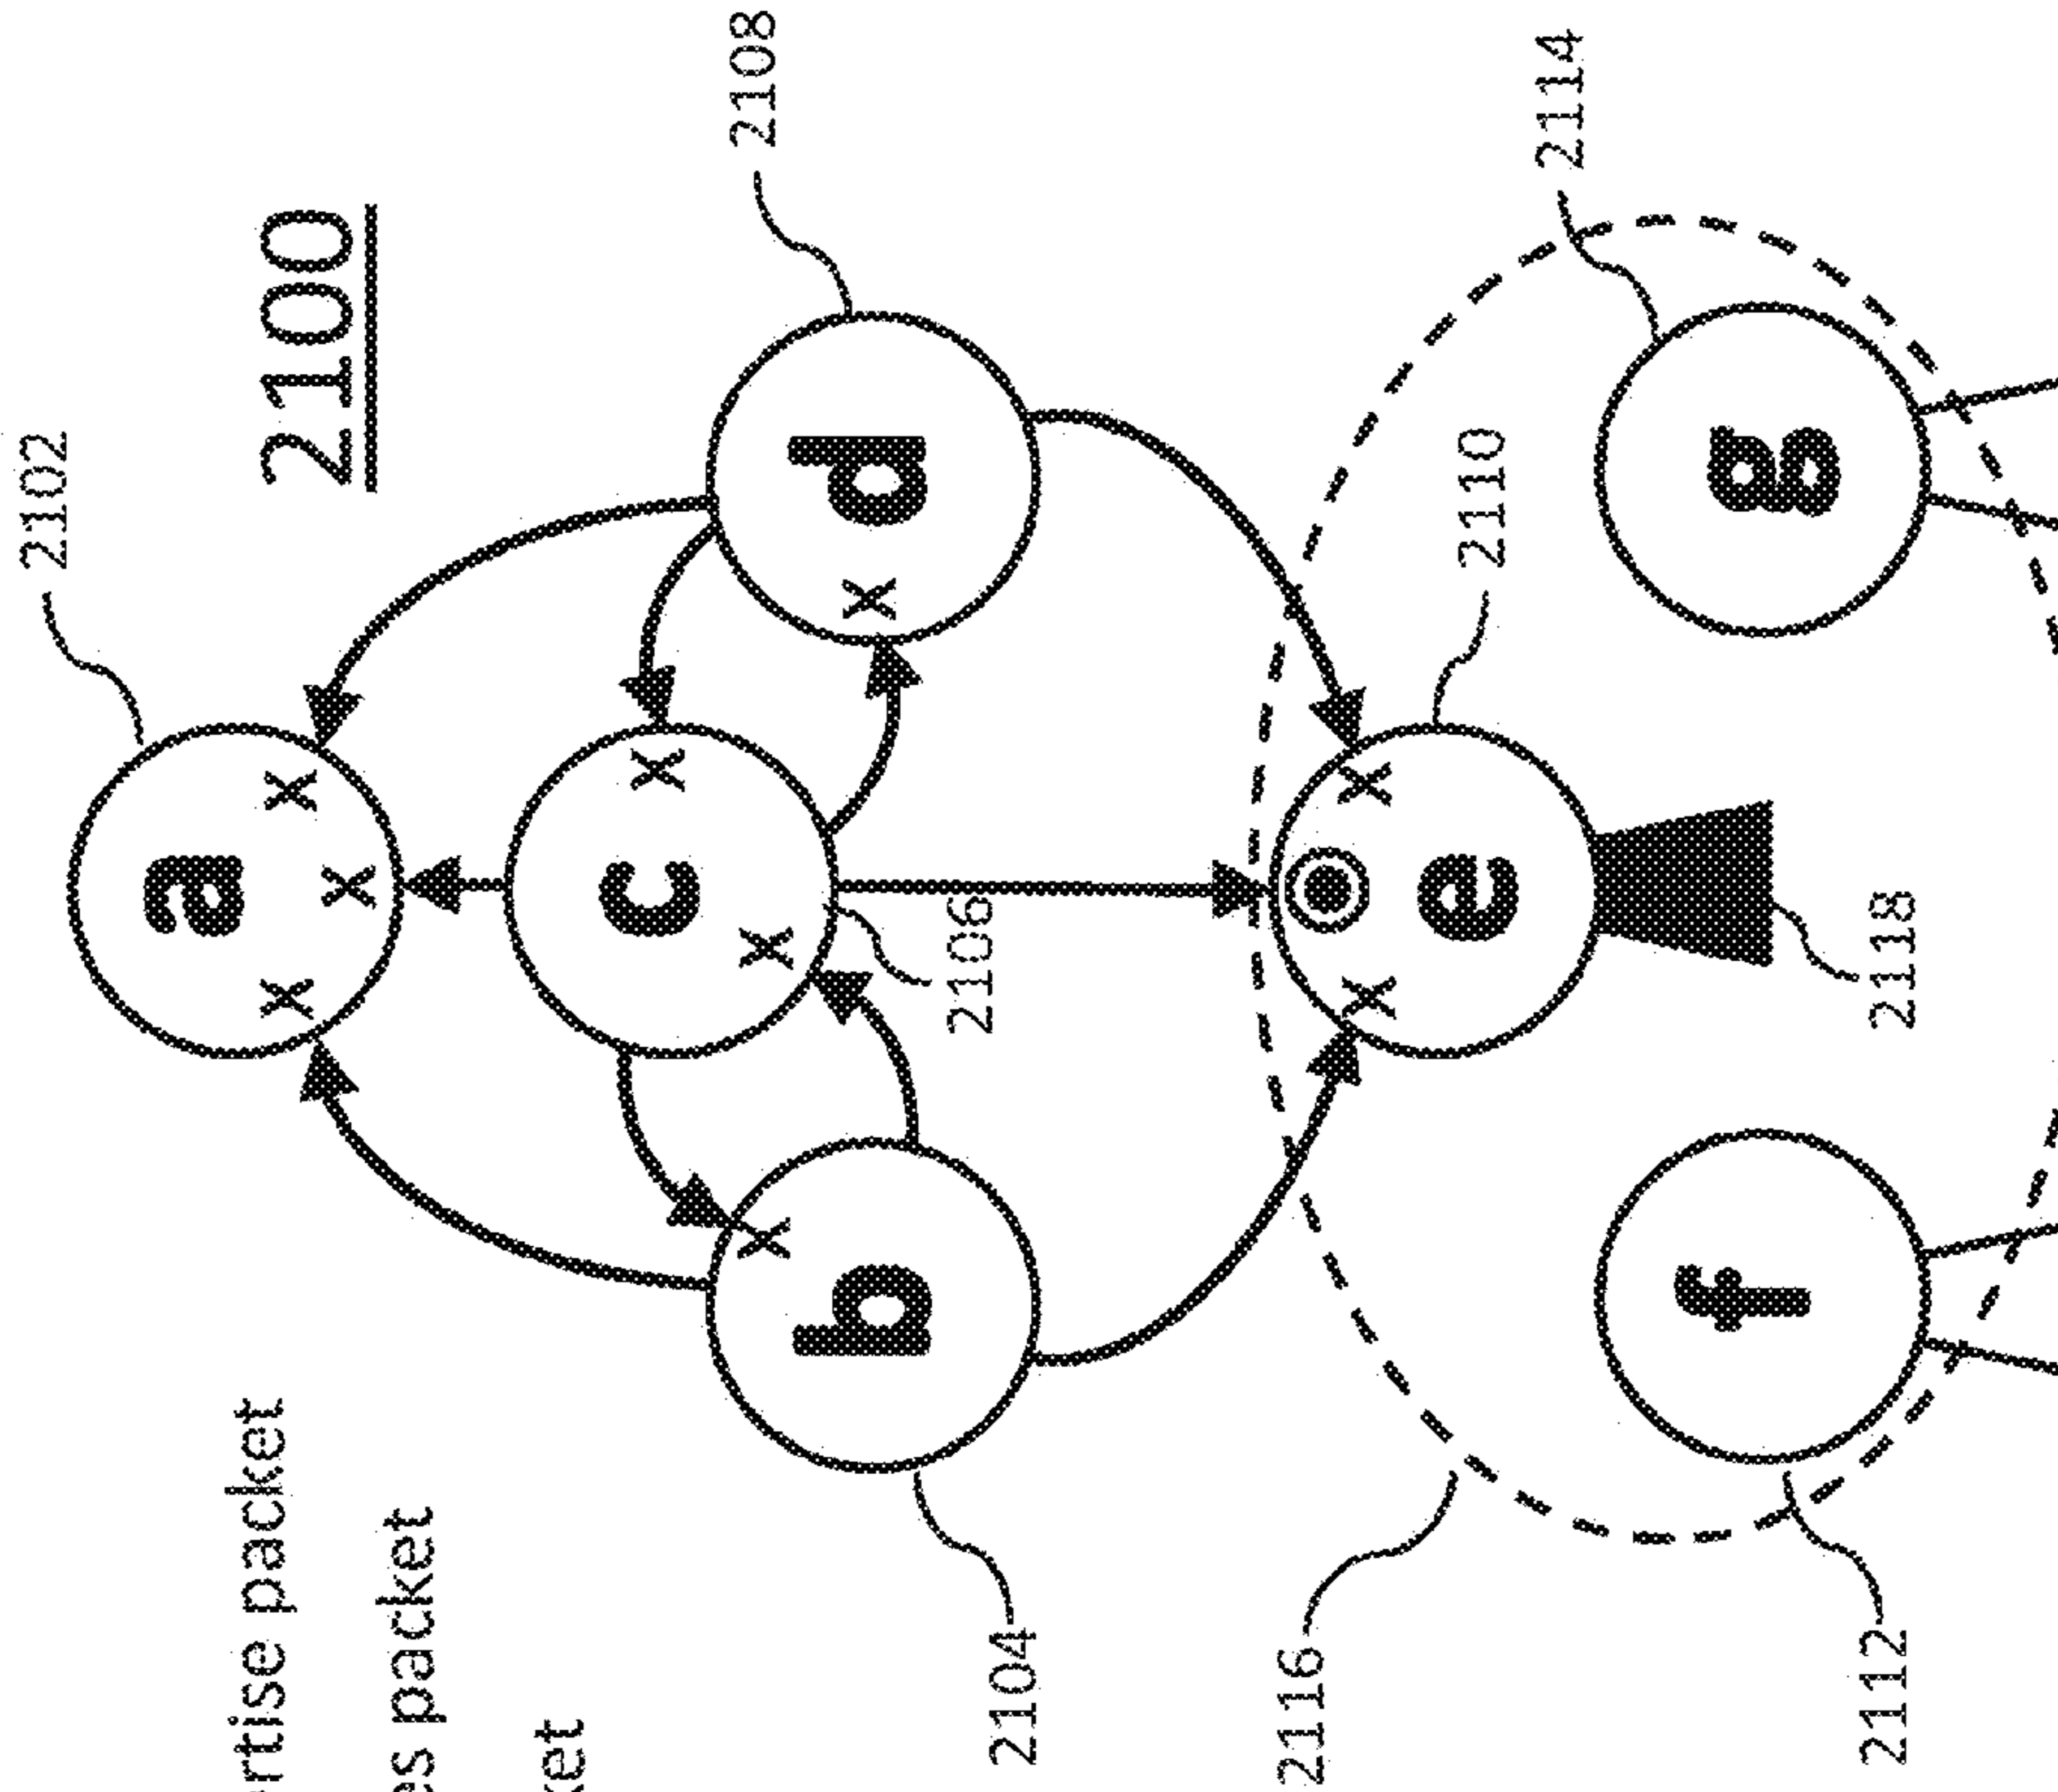 2102
a
rtise packet
x x
2100
x
es packet
ket
c
x
2108
x x
b
d
x
2106
2104
2116
x x
e
2110
2114
f
g
2112
2118